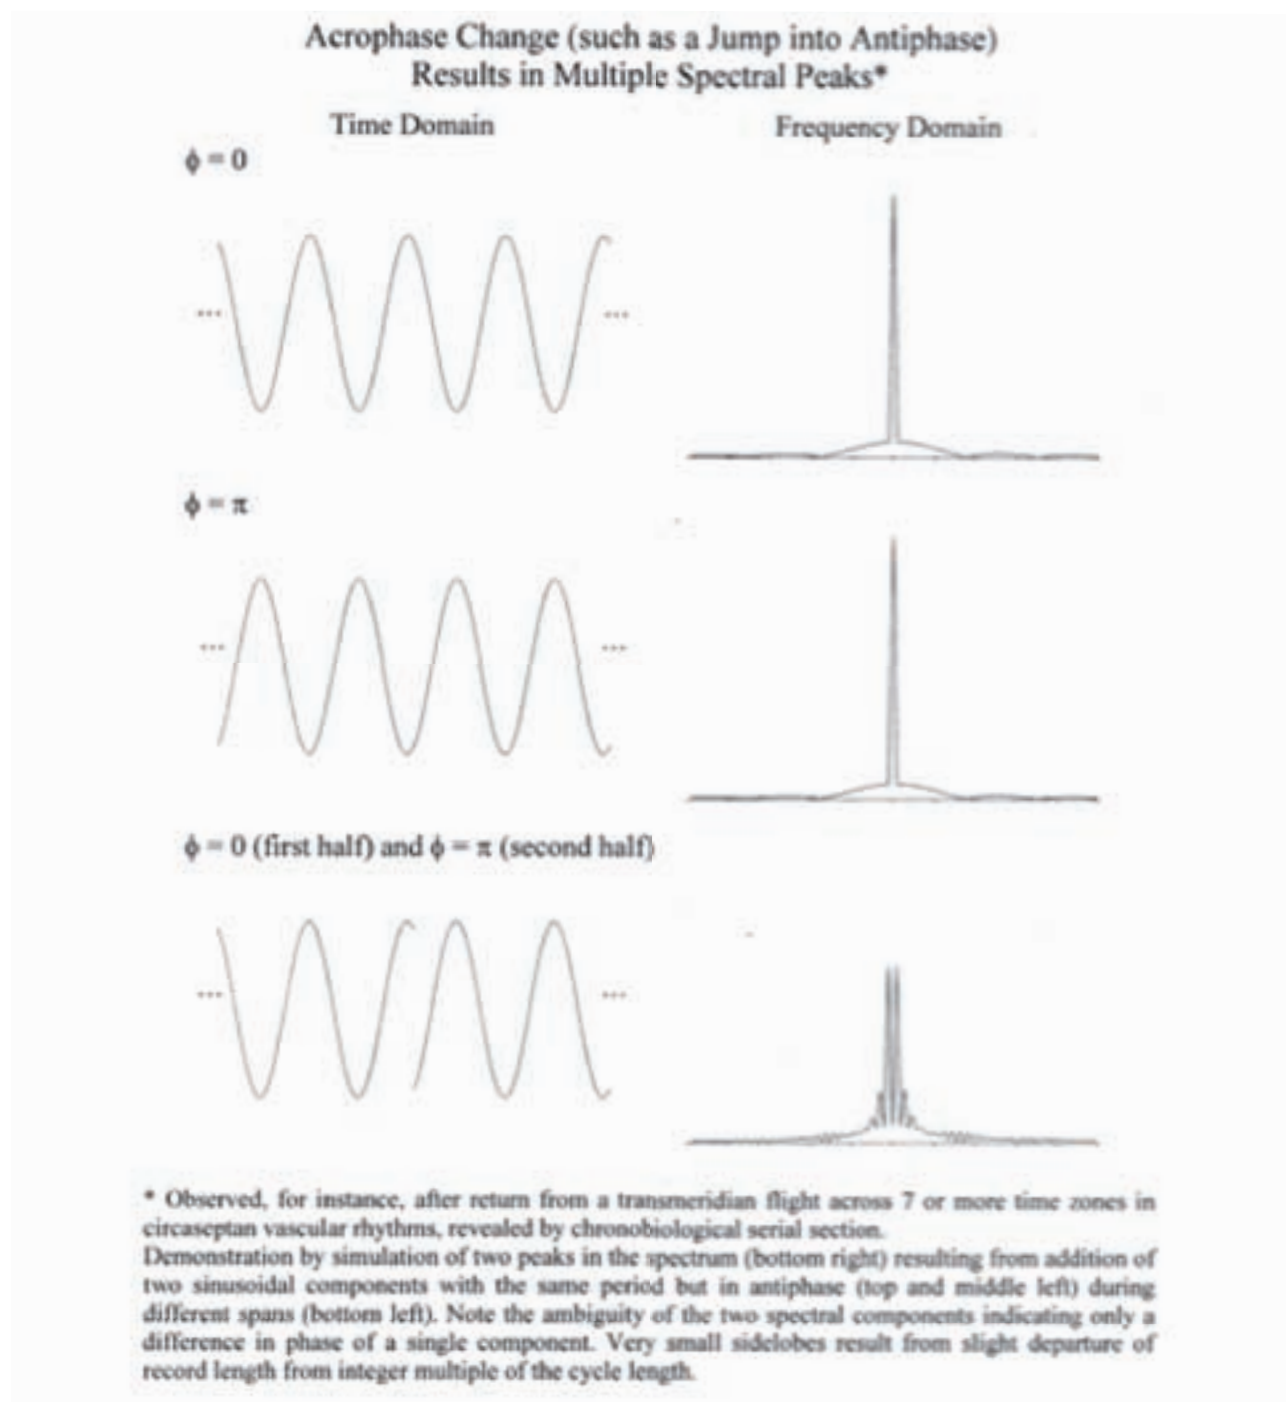 Acrophase Change (such as a Jump into Antiphase)
Results in Multiple Spectral Peaks*
Time Domain
Frequency Domain
ϕ = 0
...
...
ϕ = π
...
...
ϕ = 0 (first half) and ϕ = π (second half)
...
...
* Observed, for instance, after return from a transmeridian flight across 7 or more time zones in
circaseptan vascular rhythms, revealed by chronobiological serial section.
Demonstration by simulation of two peaks in the spectrum (bottom right) resulting from addition of
two sinusoidal components with the same period but in antiphase (top and middle left) during
different spans (bottom left). Note the ambiguity of the two spectral components indicating only a
difference in phase of a single component. Very small sidelobes result from slight departure of
record length from integer multiple of the cycle length.